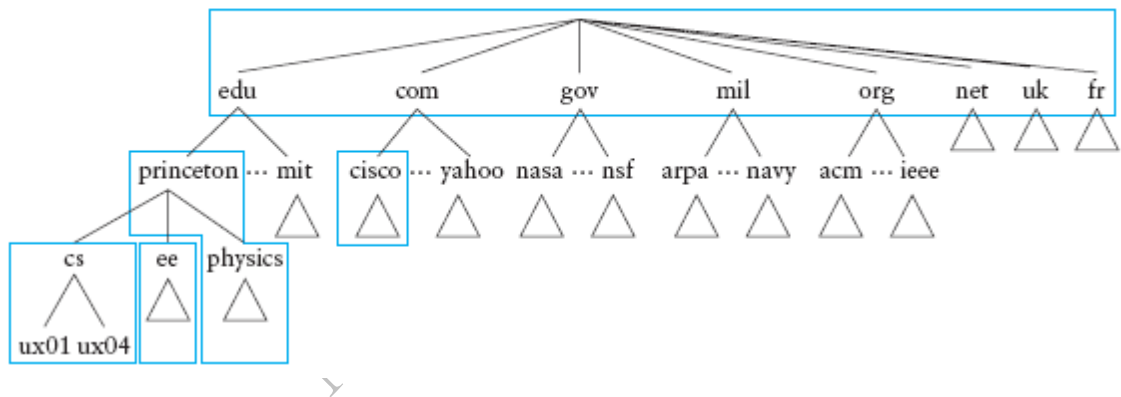 edu com gov mil org net uk fr
princeton ··· mit cisco ··· yahoo nasa ··· nsf arpa ··· navy acm ··· ieee
cs ee physics
ux01 ux04